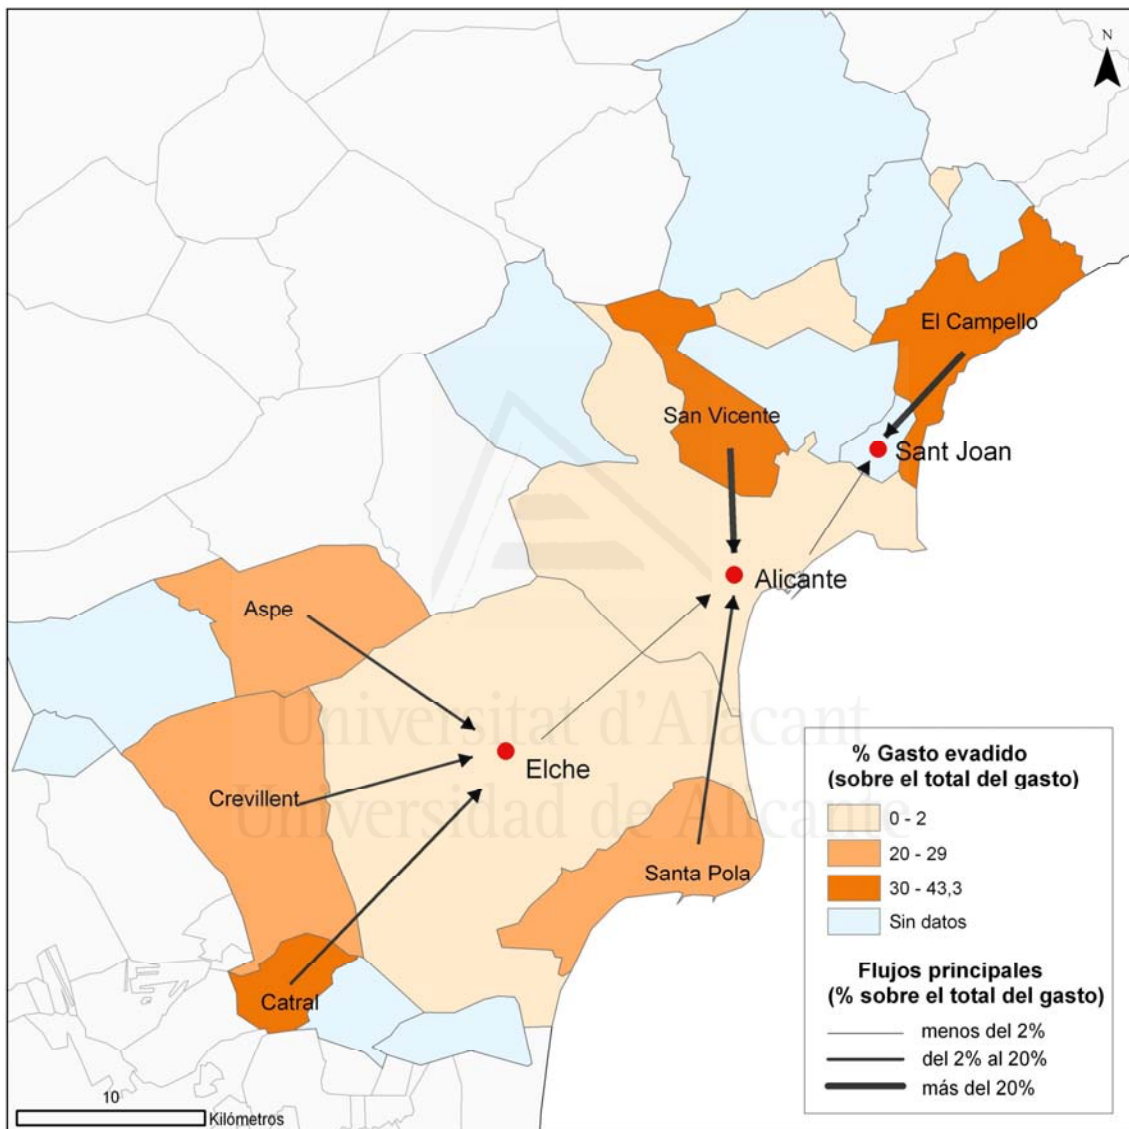 N
El Campello
San Vicente
Sant Joan
Alicante
Aspe
Universitat d'Alacant
Elche
Crevillent
Universidad de Alicante
Santa Pola
Catral
% Gasto evadido
(sobre el total del gasto)
0 - 2
20 - 29
30 - 43,3
Sin datos
Flujos principales
(% sobre el total del gasto)
menos del 2%
del 2% al 20%
más del 20%
10
Kilómetros